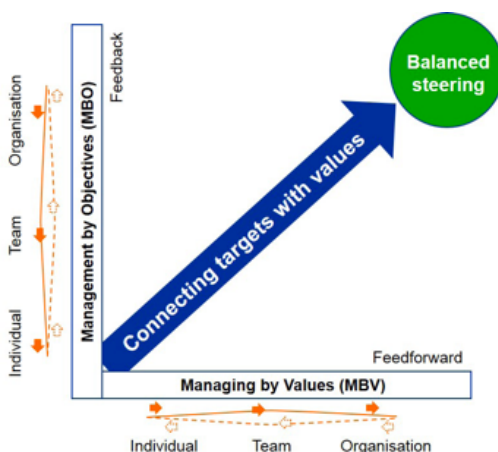 Balanced
steering
Organisation
Team
Individual
Management by Objectives (MBO)
Feedback
Connecting targets with values
Feedforward
Managing by Values (MBV)
Individual
Team
Organisation